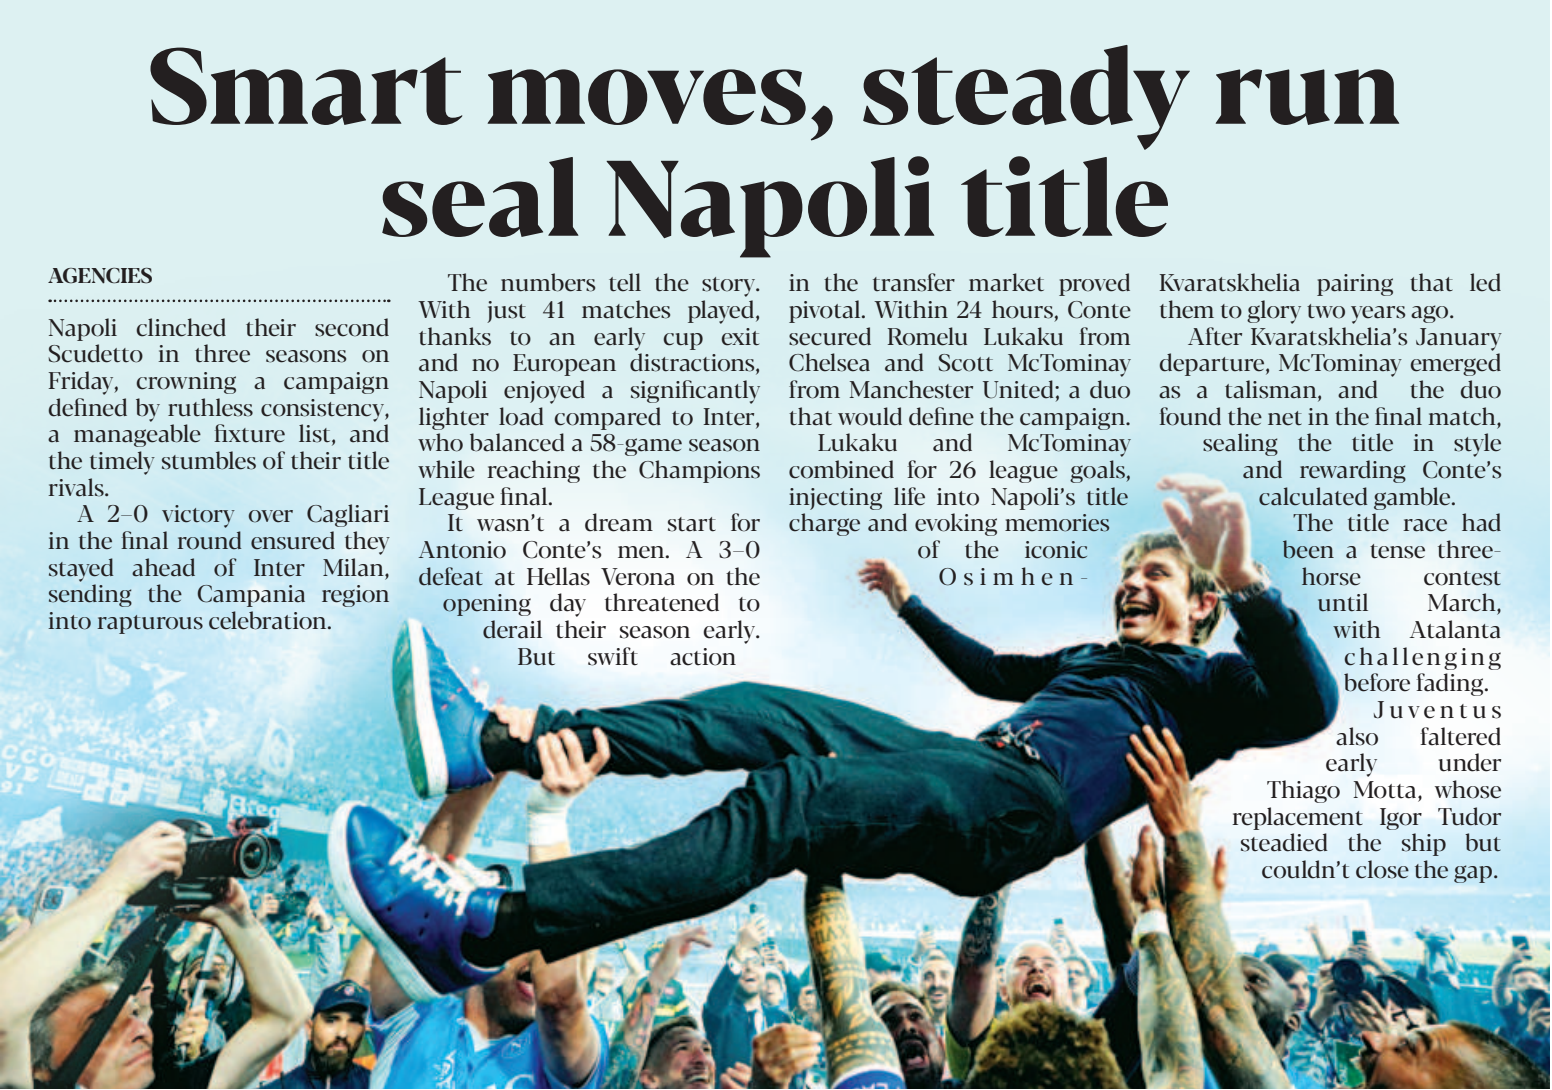 Smart moves, steady run
seal Napoli title
AGENCIES
Napoli clinched their second
Scudetto in three seasons on
Friday, crowning a campaign
defined by ruthless consistency,
a manageable fixture list, and
the timely stumbles of their title
rivals.
A 2–0 victory over Cagliari
in the final round ensured they
stayed ahead of Inter Milan,
sending the Campania region
into rapturous celebration.
The numbers tell the story.
With just 41 matches played,
thanks to an early cup exit
and no European distractions,
Napoli enjoyed a significantly
lighter load compared to Inter,
who balanced a 58-game season
while reaching the Champions
League final.
It wasn't a dream start for
Antonio Conte's men. A 3–0
defeat at Hellas Verona on the
opening day threatened to
derail their season early.
But swift action
in the transfer market proved
pivotal. Within 24 hours, Conte
secured Romelu Lukaku from
Chelsea and Scott McTominay
from Manchester United; a duo
that would define the campaign.
Lukaku and McTominay
combined for 26 league goals,
injecting life into Napoli's title
charge and evoking memories
of the iconic
Osimhen-
Kvaratskhelia pairing that led
them to glory two years ago.
After Kvaratskhelia's January
departure, McTominay emerged
as a talisman, and the duo
found the net in the final match,
sealing the title in style
and rewarding Conte's
calculated gamble.
The title race had
been a tense three-
horse contest
until March,
with Atalanta
challenging
before fading.
Juventus
also faltered
early under
Thiago Motta, whose
replacement Igor Tudor
steadied the ship but
couldn't close the gap.